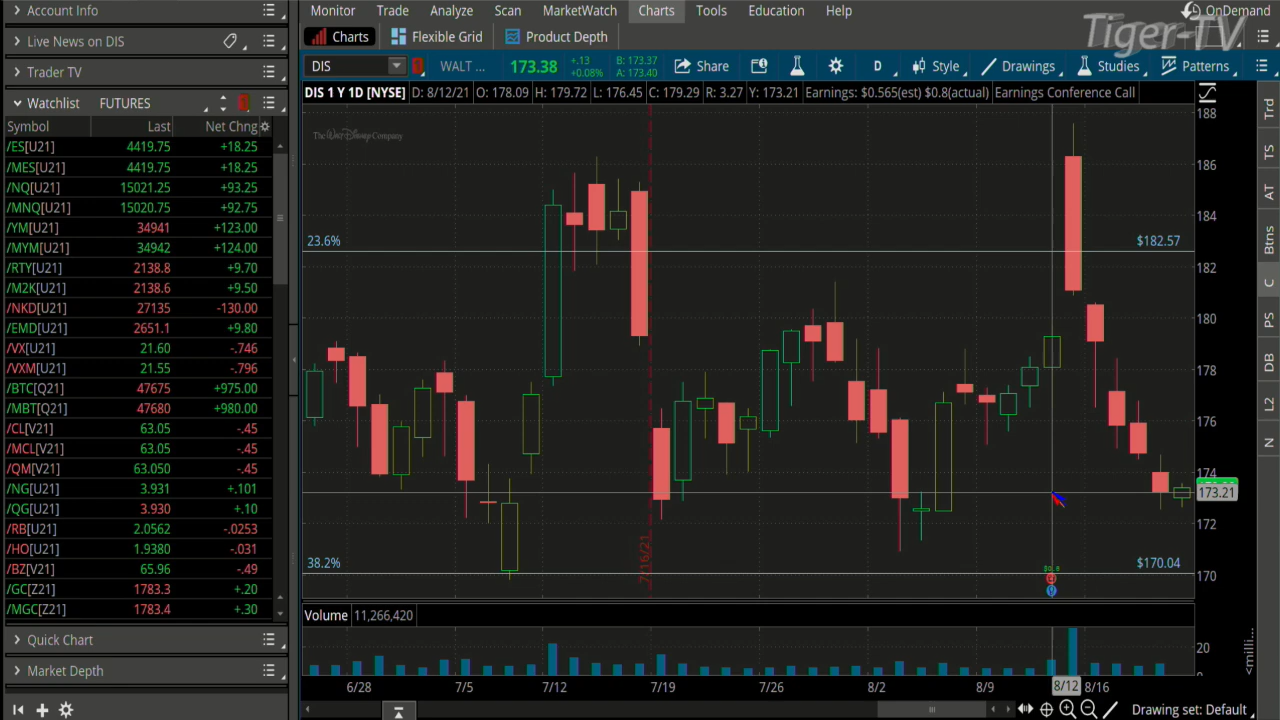 Account Info
Monitor Trade Analyze Scan MarketWatch Charts Tools Education Help OnDemand
Tiger-TV
Live News on DIS
Charts Flexible Grid Product Depth
Trader TV
DIS WALT ... 173.38 +.13 +0.08% B: 173.37 A: 173.40 Share D Style Drawings Studies Patterns
Watchlist FUTURES
DIS 1 Y 1D [NYSE] D: 8/12/21 O: 178.09 H: 179.72 L: 176.45 C: 179.29 R: 3.27 Y: 173.21 Earnings: $0.565(est) $0.8(actual) Earnings Conference Call
Symbol Last Net Chng
/ES[U21] 4419.75 +18.25
/MES[U21] 4419.75 +18.25
/NQ[U21] 15021.25 +93.25
/MNQ[U21] 15020.75 +92.75
/YM[U21] 34941 +123.00
/MYM[U21] 34942 +124.00
/RTY[U21] 2138.8 +9.70
/M2K[U21] 2138.6 +9.50
/NKD[U21] 27135 -130.00
/EMD[U21] 2651.1 +9.80
/VX[U21] 21.60 -.746
/VXM[U21] 21.55 -.796
/BTC[Q21] 47675 +975.00
/MBT[Q21] 47680 +980.00
/CL[V21] 63.05 -.45
/MCL[V21] 63.05 -.45
/QM[V21] 63.050 -.45
/NG[U21] 3.931 +.101
/QG[U21] 3.930 +.10
/RB[U21] 2.0562 -.0253
/HO[U21] 1.9380 -.031
/BZ[V21] 65.96 -.49
/GC[Z21] 1783.3 +.20
/MGC[Z21] 1783.4 +.30
Quick Chart
Market Depth
The Walt Disney Company
23.6% $182.57
38.2% $170.04
7/16/21
188
186
184
182
180
178
176
174
173.21
172
170
$0.8
Volume 11,266,420
20
<milli...
6/28 7/5 7/12 7/19 7/26 8/2 8/9 8/12 8/16
Drawing set: Default
Trd
TS
AT
Btns
C
PS
DB
L2
N